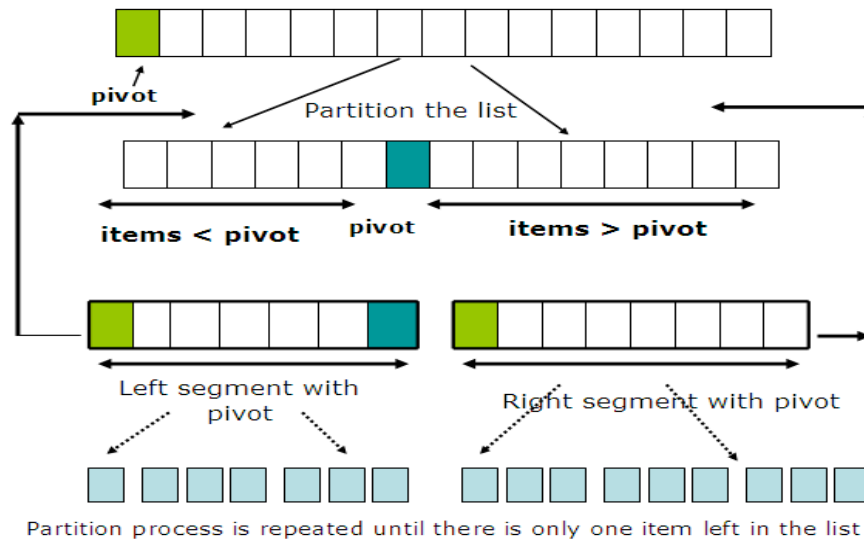 pivot
Partition the list
items < pivot
pivot
items > pivot
Left segment with
pivot
Right segment with pivot
Partition process is repeated until there is only one item left in the list